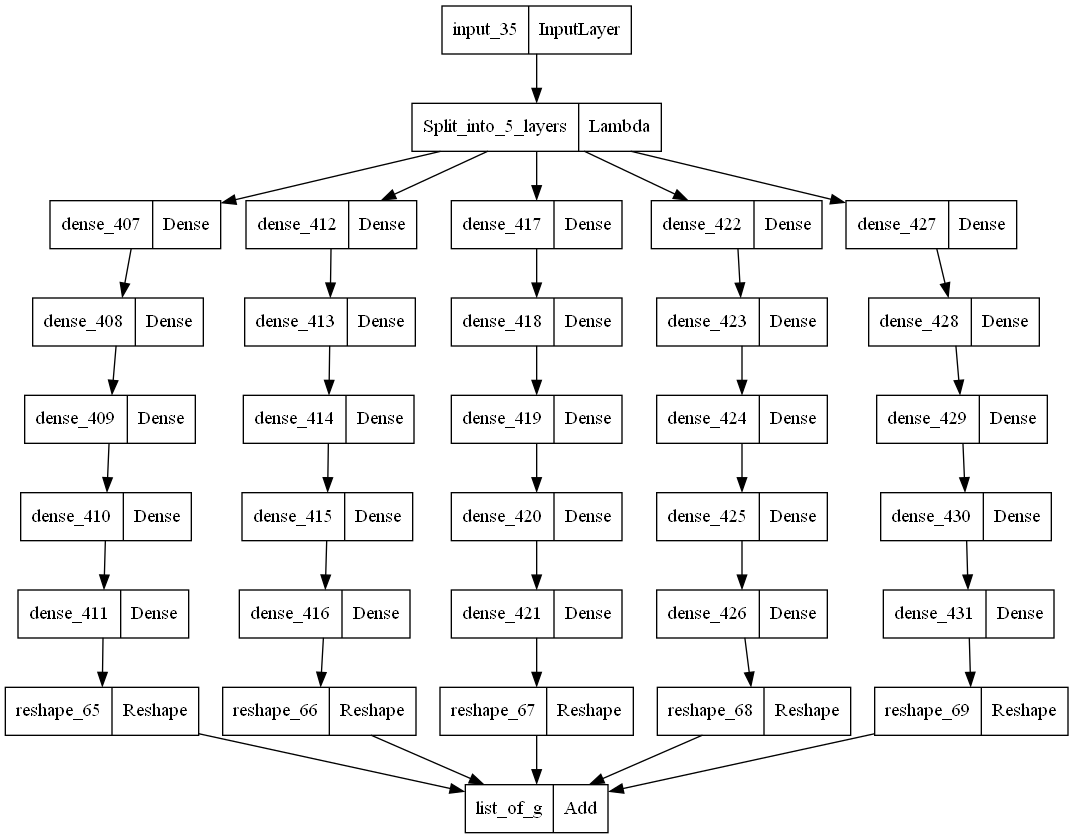 input_35 InputLayer
Split_into_5_layers Lambda
dense_407 Dense dense_412 Dense dense_417 Dense dense_422 Dense dense_427 Dense
dense_408 Dense dense_413 Dense dense_418 Dense dense_423 Dense dense_428 Dense
dense_409 Dense dense_414 Dense dense_419 Dense dense_424 Dense dense_429 Dense
dense_410 Dense dense_415 Dense dense_420 Dense dense_425 Dense dense_430 Dense
dense_411 Dense dense_416 Dense dense_421 Dense dense_426 Dense dense_431 Dense
reshape_65 Reshape reshape_66 Reshape reshape_67 Reshape reshape_68 Reshape reshape_69 Reshape
list_of_g Add